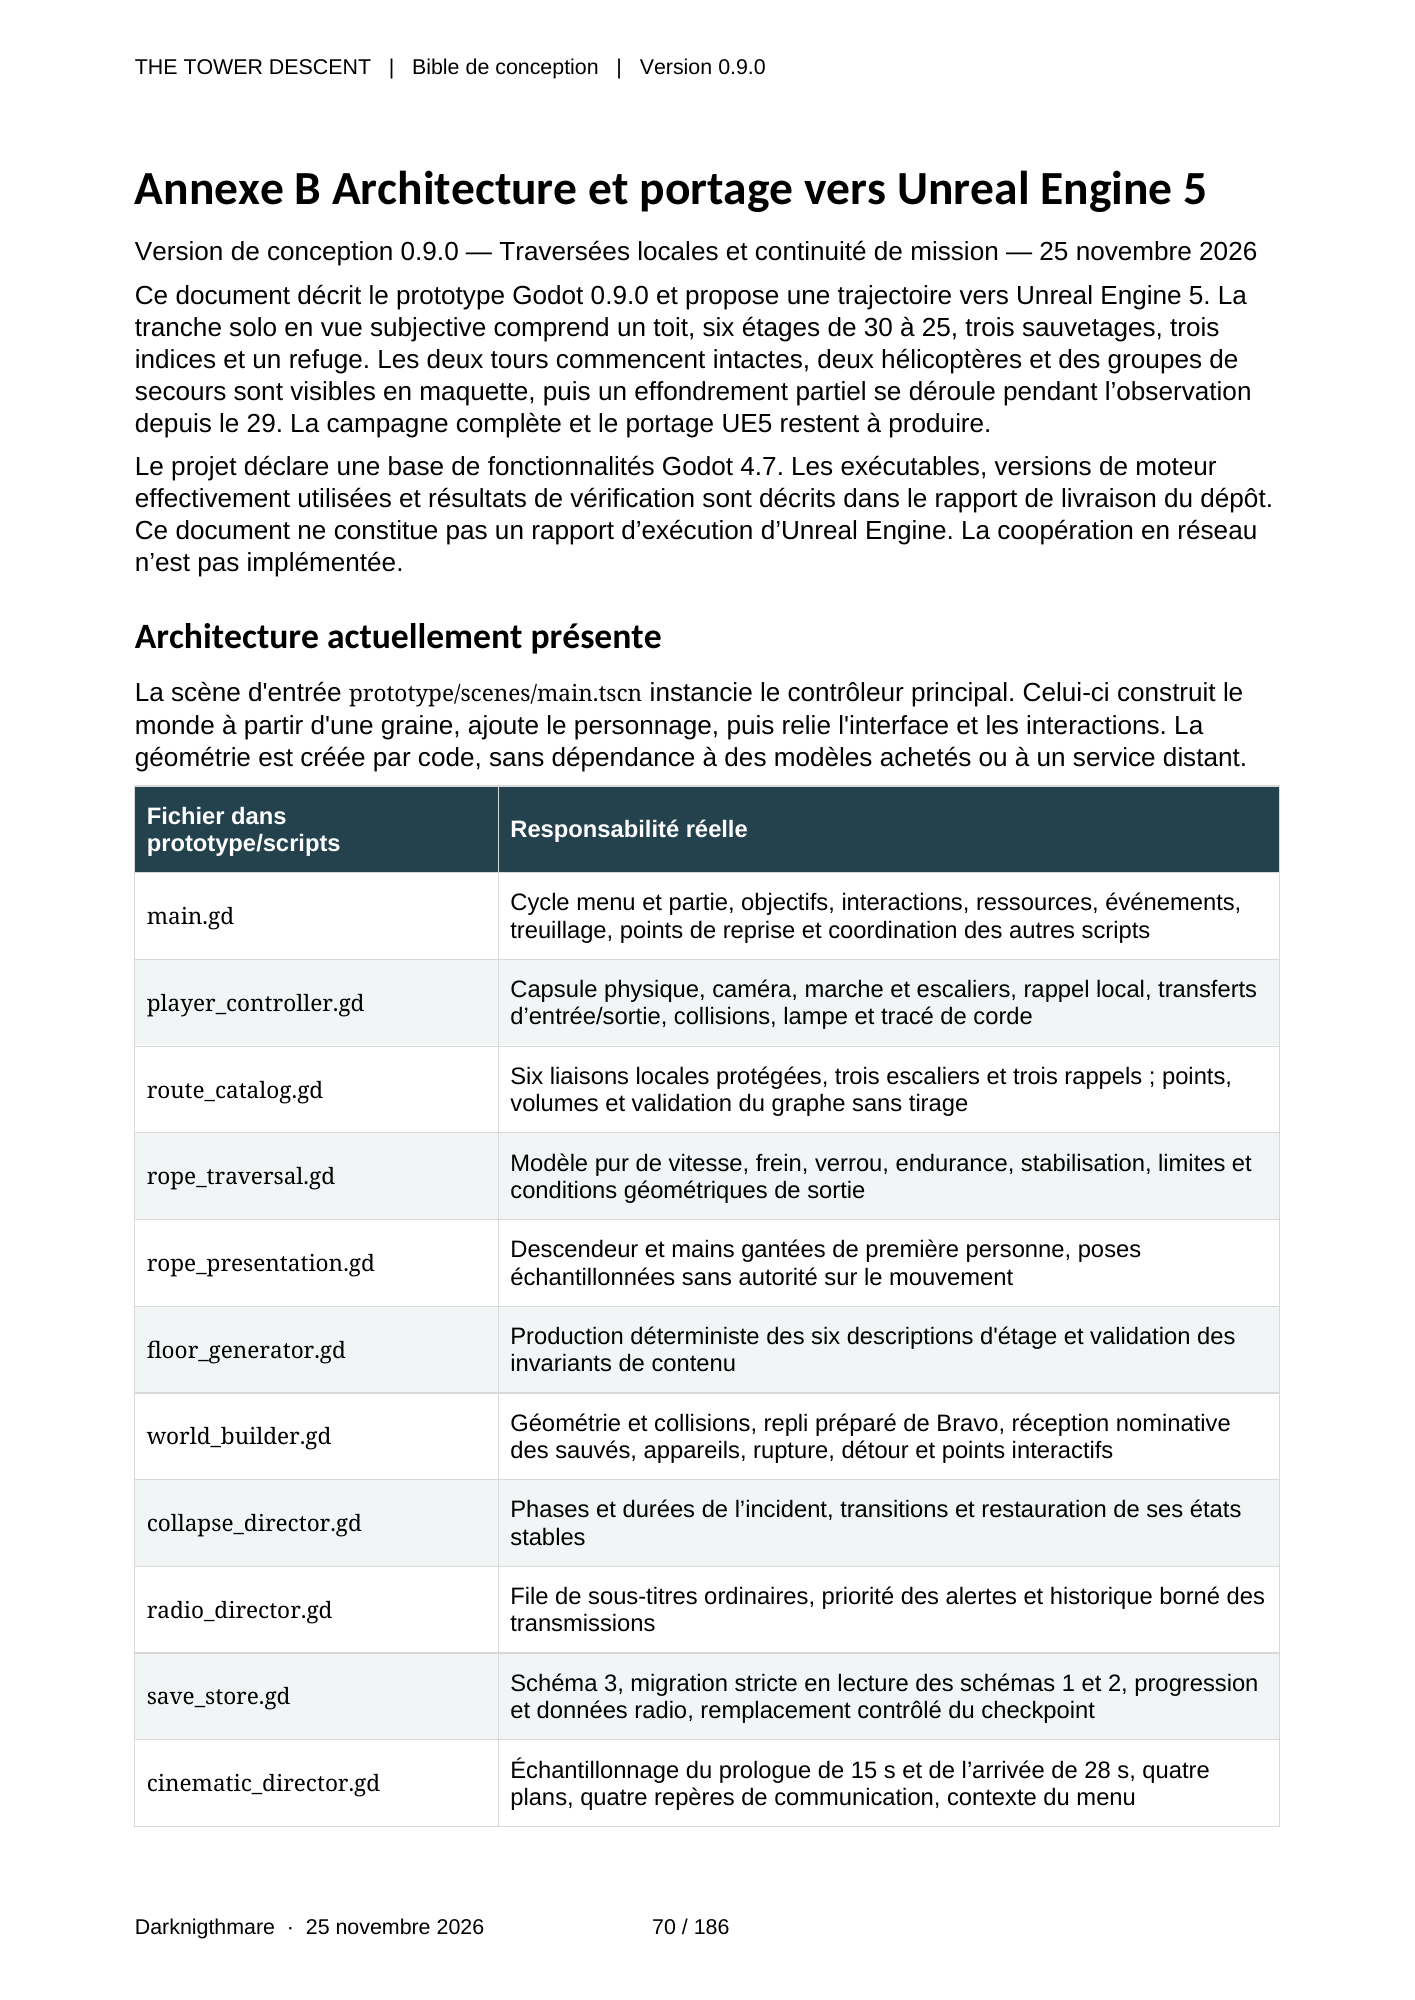 THE TOWER DESCENT | Bible de conception | Version 0.9.0
Annexe B Architecture et portage vers Unreal Engine 5
Version de conception 0.9.0 — Traversées locales et continuité de mission — 25 novembre 2026
Ce document décrit le prototype Godot 0.9.0 et propose une trajectoire vers Unreal Engine 5. La
tranche solo en vue subjective comprend un toit, six étages de 30 à 25, trois sauvetages, trois
indices et un refuge. Les deux tours commencent intactes, deux hélicoptères et des groupes de
secours sont visibles en maquette, puis un effondrement partiel se déroule pendant l’observation
depuis le 29. La campagne complète et le portage UE5 restent à produire.
Le projet déclare une base de fonctionnalités Godot 4.7. Les exécutables, versions de moteur
effectivement utilisées et résultats de vérification sont décrits dans le rapport de livraison du dépôt.
Ce document ne constitue pas un rapport d’exécution d’Unreal Engine. La coopération en réseau
n’est pas implémentée.
Architecture actuellement présente
La scène d'entrée prototype/scenes/main.tscn instancie le contrôleur principal. Celui-ci construit le
monde à partir d'une graine, ajoute le personnage, puis relie l'interface et les interactions. La
géométrie est créée par code, sans dépendance à des modèles achetés ou à un service distant.
Fichier dans
prototype/scripts
Responsabilité réelle
main.gd
Cycle menu et partie, objectifs, interactions, ressources, événements,
treuillage, points de reprise et coordination des autres scripts
player_controller.gd
Capsule physique, caméra, marche et escaliers, rappel local, transferts
d’entrée/sortie, collisions, lampe et tracé de corde
route_catalog.gd
Six liaisons locales protégées, trois escaliers et trois rappels ; points,
volumes et validation du graphe sans tirage
rope_traversal.gd
Modèle pur de vitesse, frein, verrou, endurance, stabilisation, limites et
conditions géométriques de sortie
rope_presentation.gd
Descendeur et mains gantées de première personne, poses
échantillonnées sans autorité sur le mouvement
floor_generator.gd
Production déterministe des six descriptions d'étage et validation des
invariants de contenu
world_builder.gd
Géométrie et collisions, repli préparé de Bravo, réception nominative
des sauvés, appareils, rupture, détour et points interactifs
collapse_director.gd
Phases et durées de l’incident, transitions et restauration de ses états
stables
radio_director.gd
File de sous-titres ordinaires, priorité des alertes et historique borné des
transmissions
save_store.gd
Schéma 3, migration stricte en lecture des schémas 1 et 2, progression
et données radio, remplacement contrôlé du checkpoint
cinematic_director.gd
Échantillonnage du prologue de 15 s et de l’arrivée de 28 s, quatre
plans, quatre repères de communication, contexte du menu
Darknigthmare · 25 novembre 2026 70 / 186